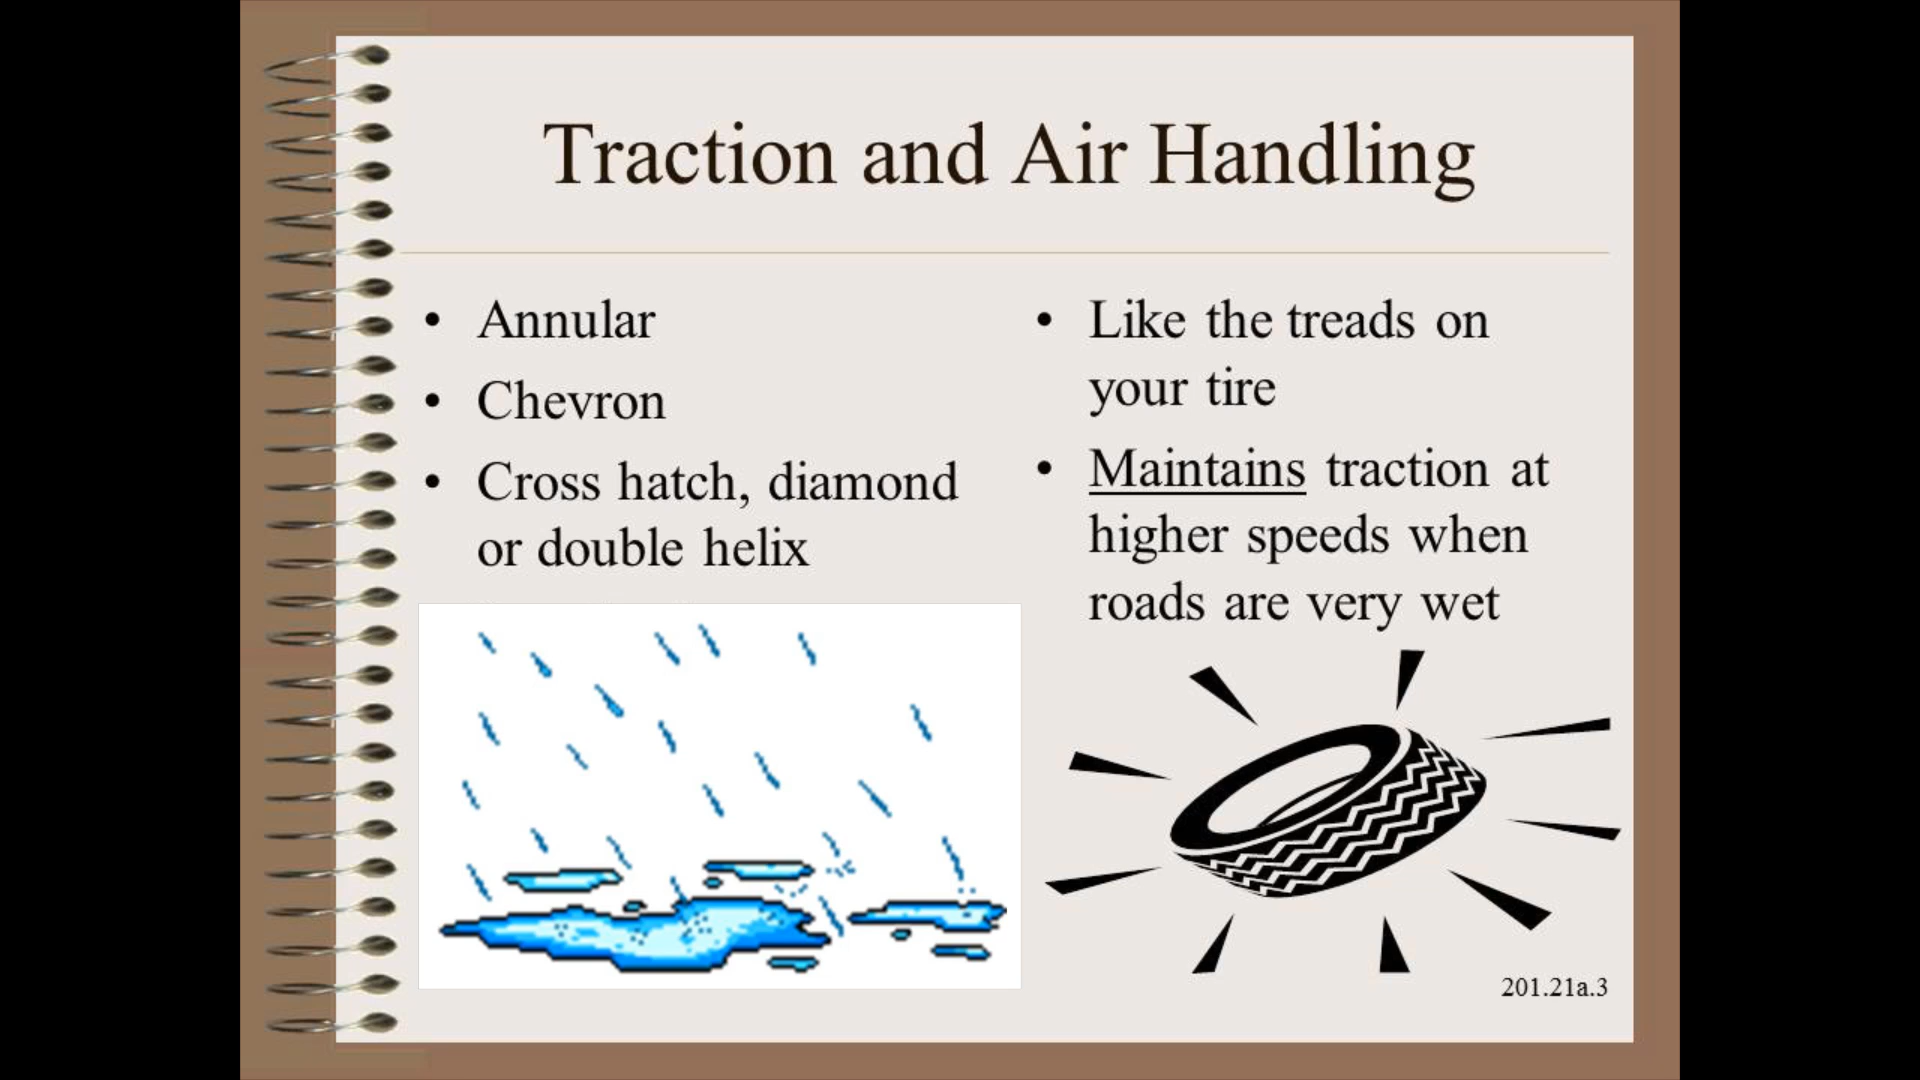 Traction and Air Handling
• Annular
• Chevron
• Cross hatch, diamond
or double helix
• Like the treads on
your tire
• Maintains traction at
higher speeds when
roads are very wet
201.21a.3